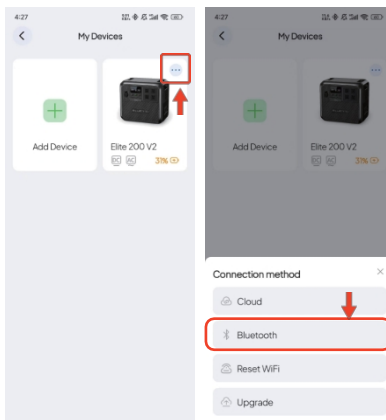 4:27
My Devices
Add Device
Elite 200 V2
DC AC 31%
4:27
My Devices
Add Device
Elite 200 V2
DC AC 31%
Connection method
Cloud
Bluetooth
Reset WiFi
Upgrade